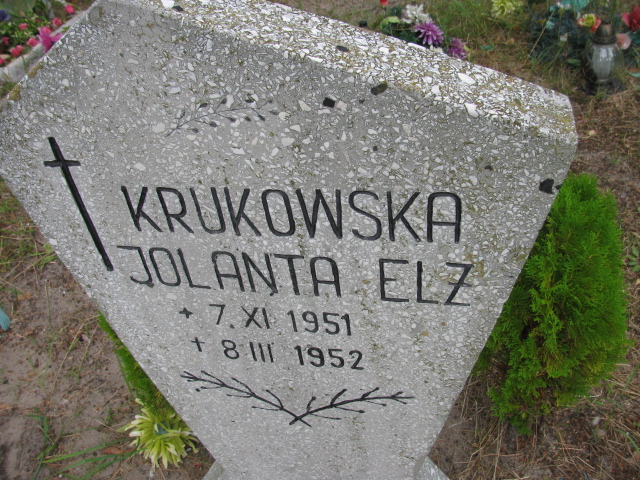 KRUKOWSKA
JOLANTA ELZ
+ 7.XI 1951
+ 8.III 1952